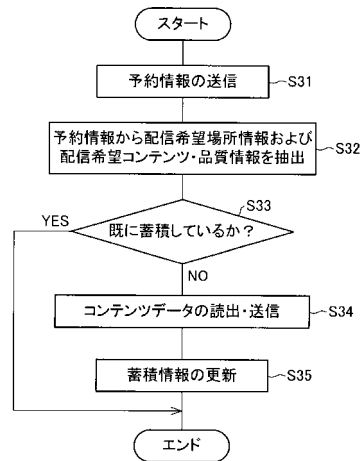 スタート
予約情報の送信
S31
予約情報から配信希望場所情報および
配信希望コンテンツ・品質情報を抽出
S32
S33
YES
既に蓄積しているか？
NO
コンテンツデータの読出・送信
S34
蓄積情報の更新
S35
エンド